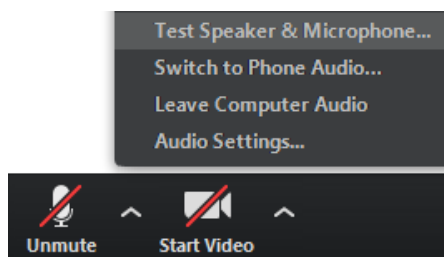 Test Speaker & Microphone...
Switch to Phone Audio...
Leave Computer Audio
Audio Settings...
Unmute Start Video